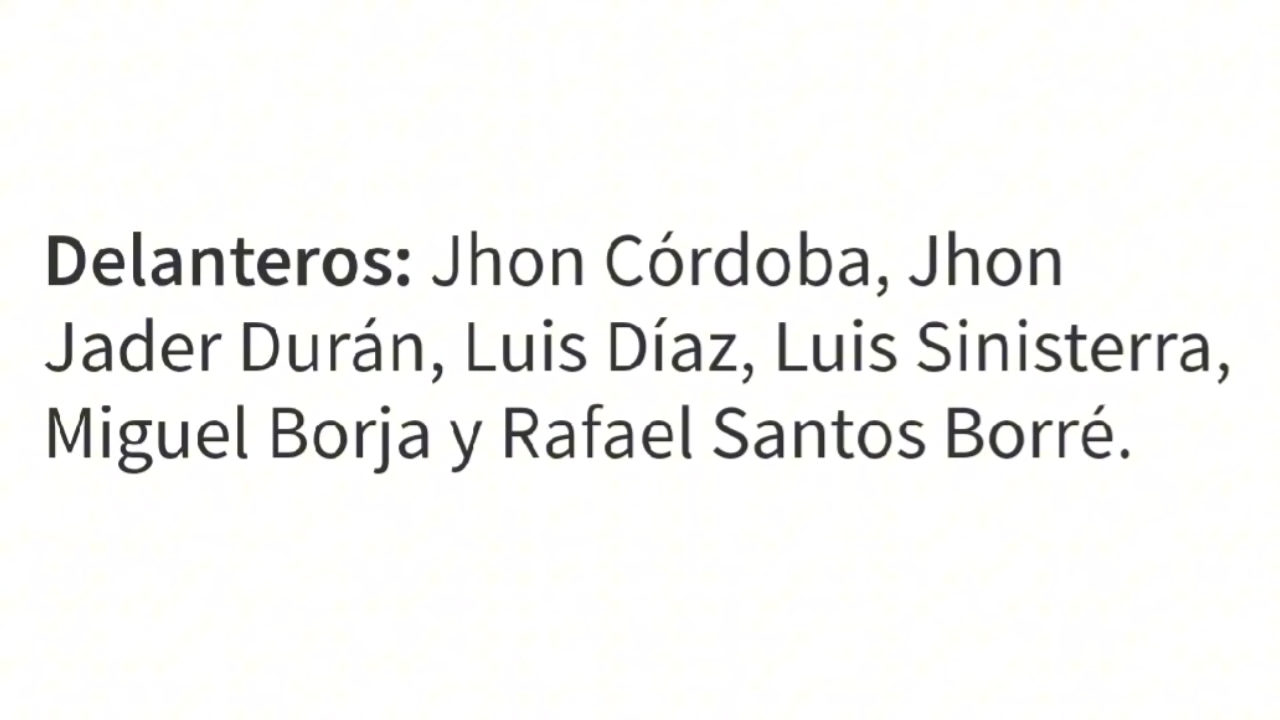 Delanteros: Jhon Córdoba, Jhon
Jader Durán, Luis Díaz, Luis Sinisterra,
Miguel Borja y Rafael Santos Borré.